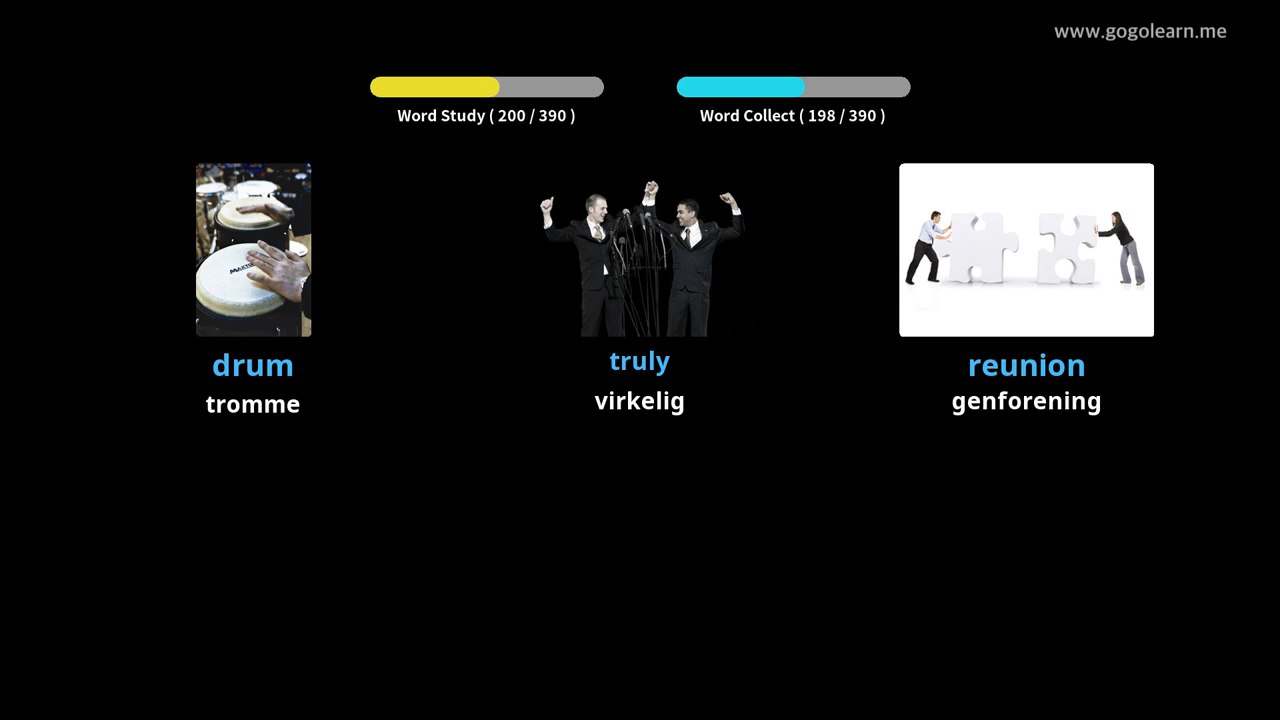 www.gogolearn.me
Word Study ( 200 / 390 )
Word Collect ( 198 / 390 )
drum
tromme
truly
virkelig
reunion
genforening